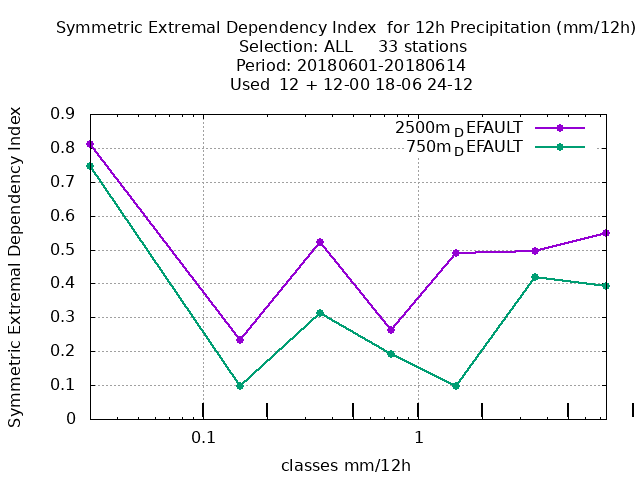 Symmetric Extremal Dependency Index  for 12h Precipitation (mm/12h)
Selection: ALL     33 stations
Period: 20180601-20180614
Used  12 + 12-00 18-06 24-12
Symmetric Extremal Dependency Index
2500m_DEFAULT
750m_DEFAULT
0.9
0.8
0.7
0.6
0.5
0.4
0.3
0.2
0.1
0
0.1 1
classes mm/12h